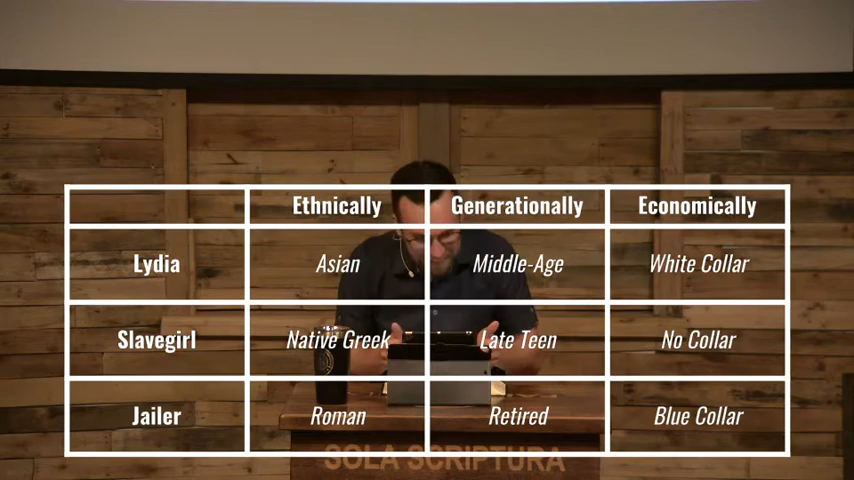 Ethnically Generationally Economically
Lydia Asian Middle-Age White Collar
Slavegirl Native Greek Late Teen No Collar
Jailer Roman Retired Blue Collar
SOLA SCRIPTURA